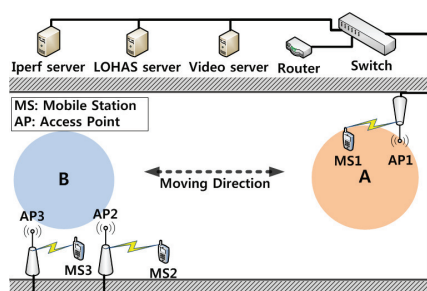 Iperf server LOHAS server Video server Router Switch
MS: Mobile Station
AP: Access Point
MS1 AP1
B A
Moving Direction
AP3 AP2
MS3 MS2